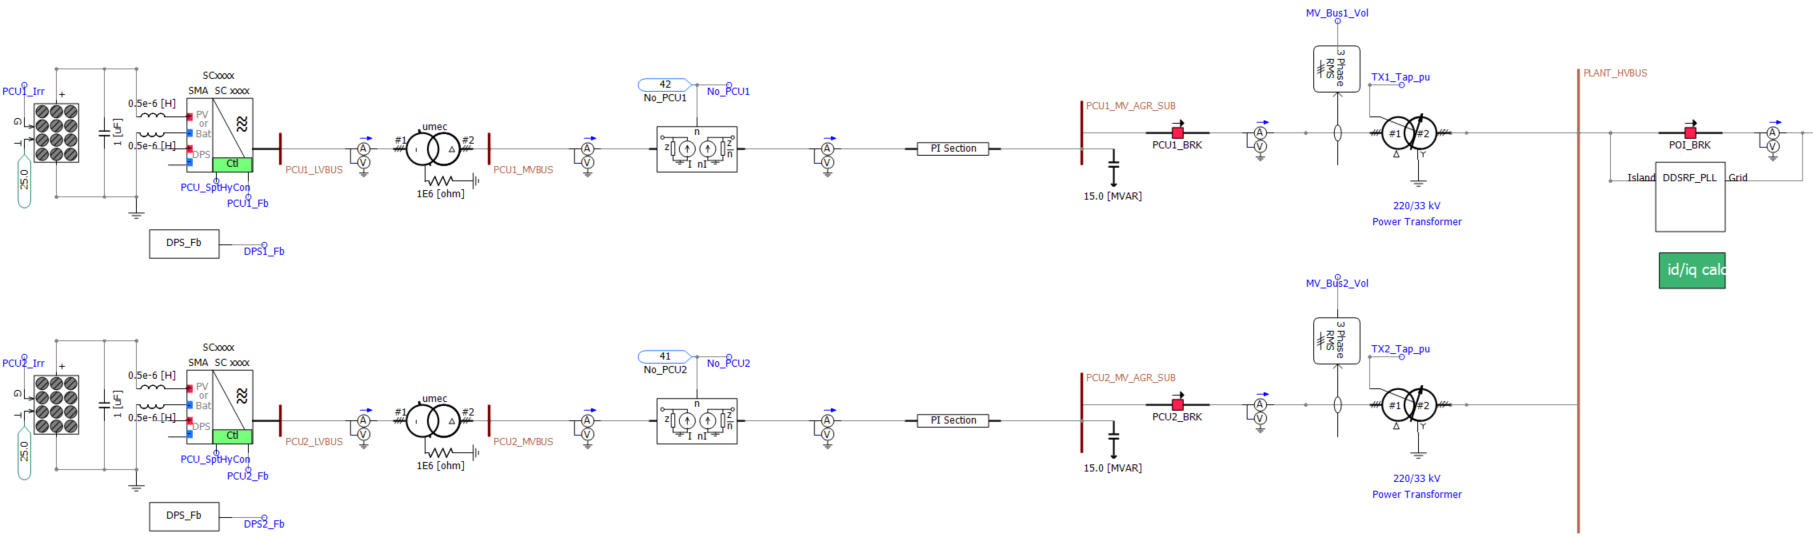 MV_Bus1_Vol
3 Phase
RMS
TX1_Tap_pu
PLANT_HVBUS
PCU1_Irr
+
G
T
25.0
1 [uF]
0.5e-6 [H]
0.5e-6 [H]
SCxxxx
SMA SC xxxx
PV
or
Bat
DPS
Ctl
PCU_SptHyCon
PCU1_Fb
PCU1_LVBUS
A
V
#1
umec
#2
Δ
1E6 [ohm]
PCU1_MVBUS
A
V
42
No_PCU1
No_PCU1
n
z
I
nI
z
n
A
V
PI Section
PCU1_MV_AGR_SUB
15.0 [MVAR]
PCU1_BRK
A
V
#1
#2
Δ
Y
220/33 kV
Power Transformer
POI_BRK
A
V
Island
DDSRF_PLL
Grid
id/iq calc
DPS_Fb
DPS1_Fb
MV_Bus2_Vol
3 Phase
RMS
TX2_Tap_pu
PCU2_Irr
+
G
T
25.0
1 [uF]
0.5e-6 [H]
0.5e-6 [H]
SCxxxx
SMA SC xxxx
PV
or
Bat
DPS
Ctl
PCU_SptHyCon
PCU2_Fb
PCU2_LVBUS
A
V
#1
umec
#2
Δ
1E6 [ohm]
PCU2_MVBUS
A
V
41
No_PCU2
No_PCU2
n
z
I
nI
z
n
A
V
PI Section
PCU2_MV_AGR_SUB
15.0 [MVAR]
PCU2_BRK
A
V
#1
#2
Δ
Y
220/33 kV
Power Transformer
DPS_Fb
DPS2_Fb